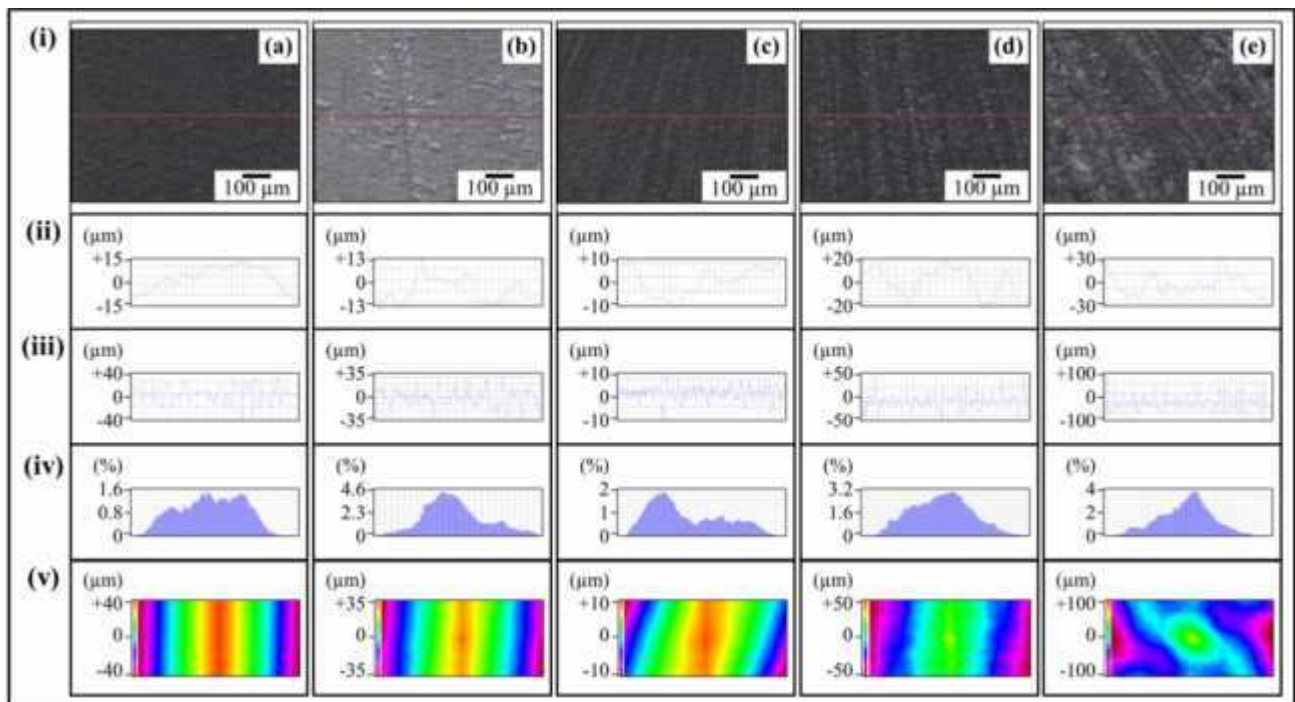 (i) (a) (b) (c) (d) (e)
100 µm 100 µm 100 µm 100 µm 100 µm
(ii) (µm) (µm) (µm) (µm) (µm)
+15 +13 +10 +20 +30
0 0 0 0 0
-15 -13 -10 -20 -30
(iii) (µm) (µm) (µm) (µm) (µm)
+40 +35 +10 +50 +100
0 0 0 0 0
-40 -35 -10 -50 -100
(iv) (%) (%) (%) (%) (%)
1.6 4.6 2 3.2 4
0.8 2.3 1 1.6 2
0 0 0 0 0
(v) (µm) (µm) (µm) (µm) (µm)
+40 +35 +10 +50 +100
0 0 0 0 0
-40 -35 -10 -50 -100